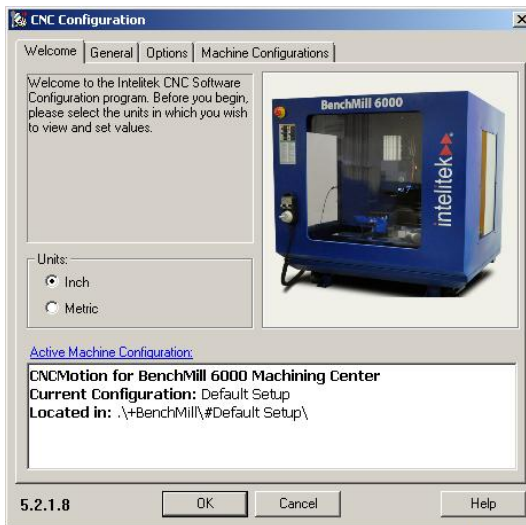 CNC Configuration
Welcome
General
Options
Machine Configurations
Welcome to the Intelitek CNC Software
Configuration program. Before you begin,
please select the units in which you wish
to view and set values.
BenchMill 6000
intelitek
Units:
Inch
Metric
Active Machine Configuration:
CNCMotion for BenchMill 6000 Machining Center
Current Configuration: Default Setup
Located in: .\+BenchMill\#Default Setup\
5.2.1.8
OK
Cancel
Help